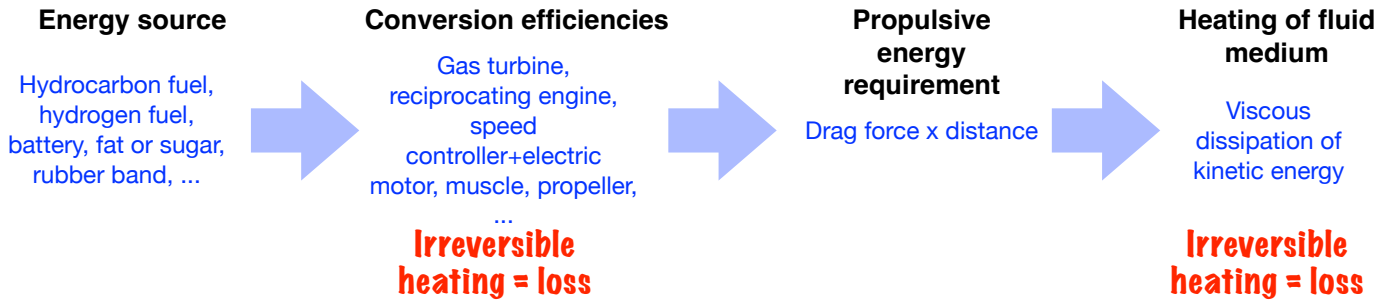 Energy source
Hydrocarbon fuel,
hydrogen fuel,
battery, fat or sugar,
rubber band, ...
Conversion efficiencies
Gas turbine,
reciprocating engine,
speed
controller+electric
motor, muscle, propeller,
...
Irreversible
heating = loss
Propulsive
energy
requirement
Drag force x distance
Heating of fluid
medium
Viscous
dissipation of
kinetic energy
Irreversible
heating = loss